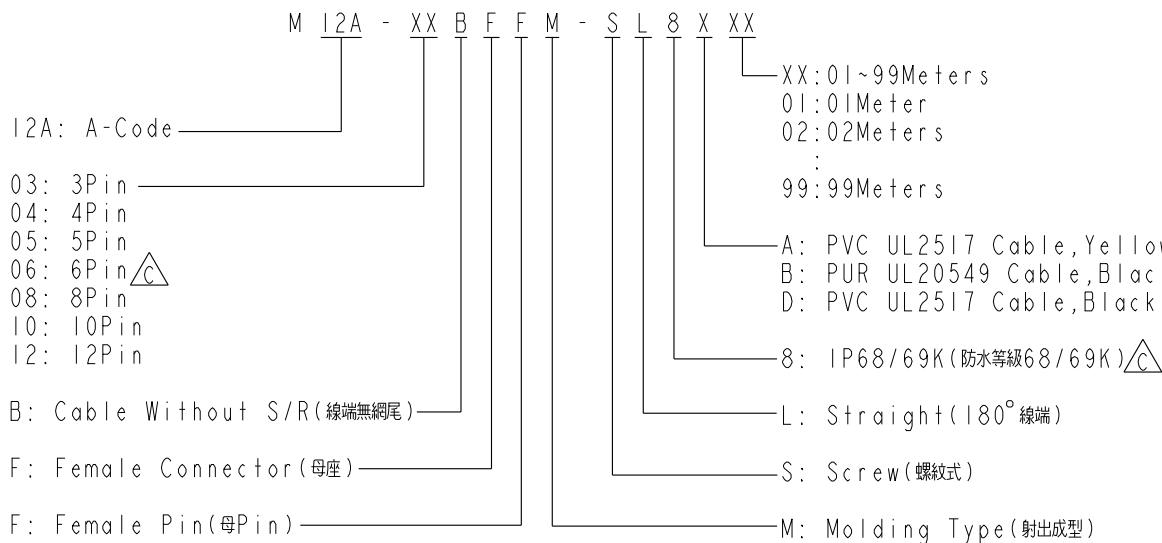 M 12A - XX B F F M - S L 8 X XX
12A: A-Code
03: 3Pin
04: 4Pin
05: 5Pin
06: 6Pin C
08: 8Pin
10: 10Pin
12: 12Pin
B: Cable Without S/R(線端無網尾)
F: Female Connector(母座)
F: Female Pin(母Pin)
XX:01~99Meters
01:01Meter
02:02Meters
:
99:99Meters
A: PVC UL2517 Cable,Yellow
B: PUR UL20549 Cable,Blac
D: PVC UL2517 Cable,Black
8: IP68/69K(防水等級68/69K) C
L: Straight(180°線端)
S: Screw(螺紋式)
M: Molding Type(射出成型)